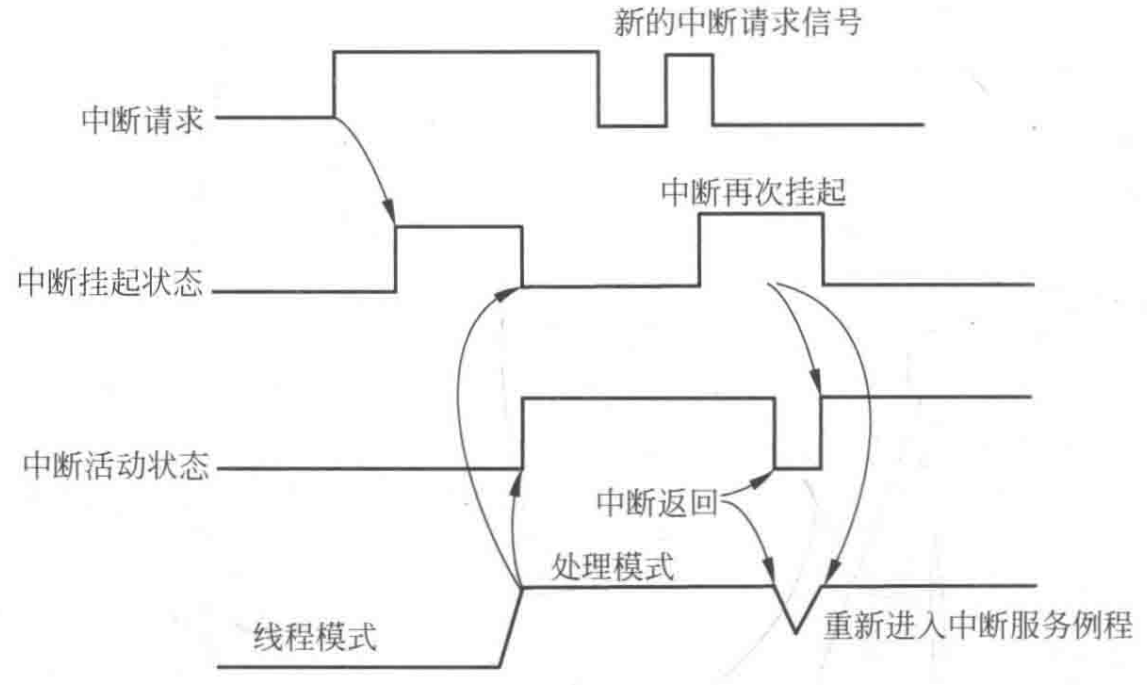 新的中断请求信号
中断请求
中断再次挂起
中断挂起状态
中断活动状态
中断返回
处理模式
线程模式
重新进入中断服务例程